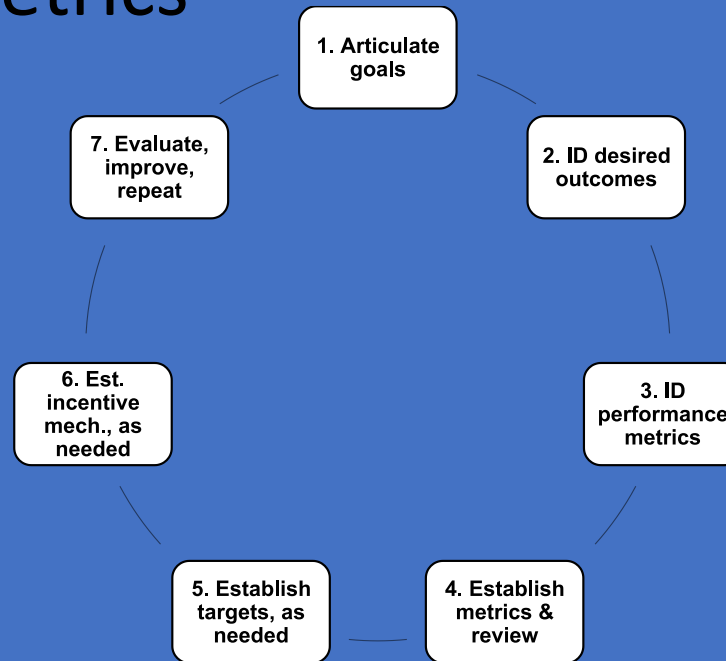 etrics
1. Articulate
goals
2. ID desired
outcomes
3. ID
performance
metrics
4. Establish
metrics &
review
5. Establish
targets, as
needed
6. Est.
incentive
mech., as
needed
7. Evaluate,
improve,
repeat